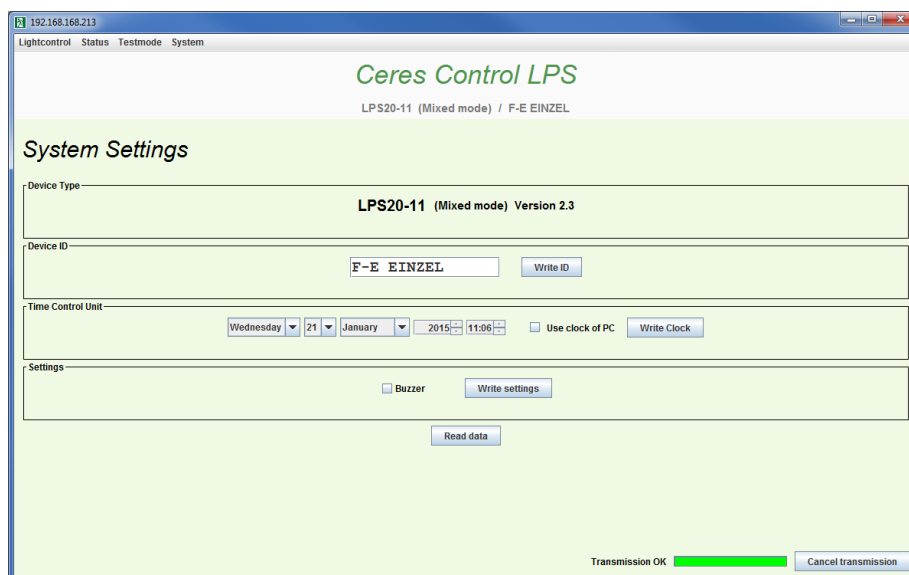 192.168.168.213
Lightcontrol Status Testmode System
Ceres Control LPS
LPS20-11 (Mixed mode) / F-E EINZEL
System Settings
Device Type
LPS20-11 (Mixed mode) Version 2.3
Device ID
F-E EINZEL Write ID
Time Control Unit
Wednesday 21 January 2015 11:06 Use clock of PC Write Clock
Settings
Buzzer Write settings
Read data
Transmission OK Cancel transmission